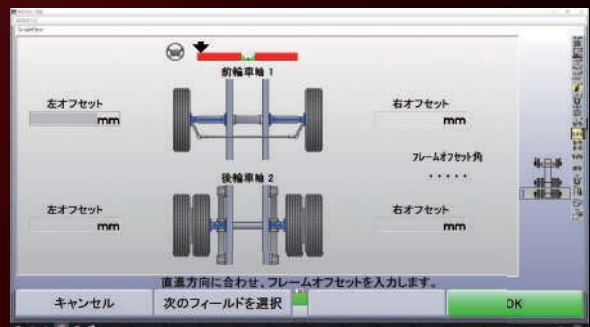 前輪車軸 1
左オフセット
右オフセット
mm
mm
フレームオフセット角
.....
後輪車軸 2
左オフセット
右オフセット
mm
mm
直進方向に合わせ、フレームオフセットを入力します。
キャンセル
次のフィールドを選択
OK